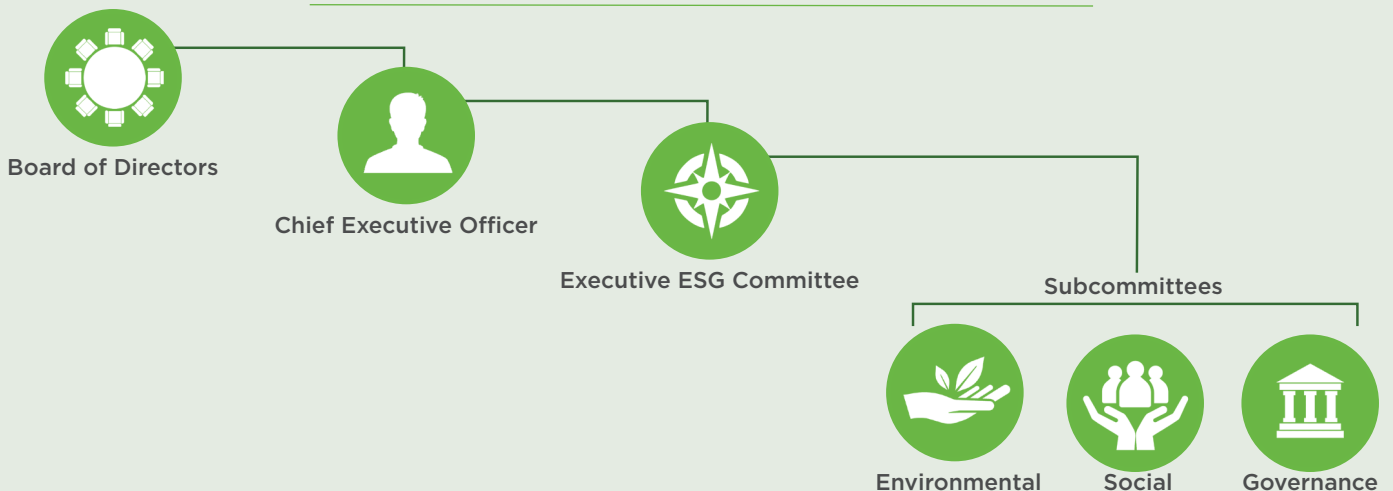 Board of Directors
Chief Executive Officer
Executive ESG Committee
Subcommittees
Environmental
Social
Governance